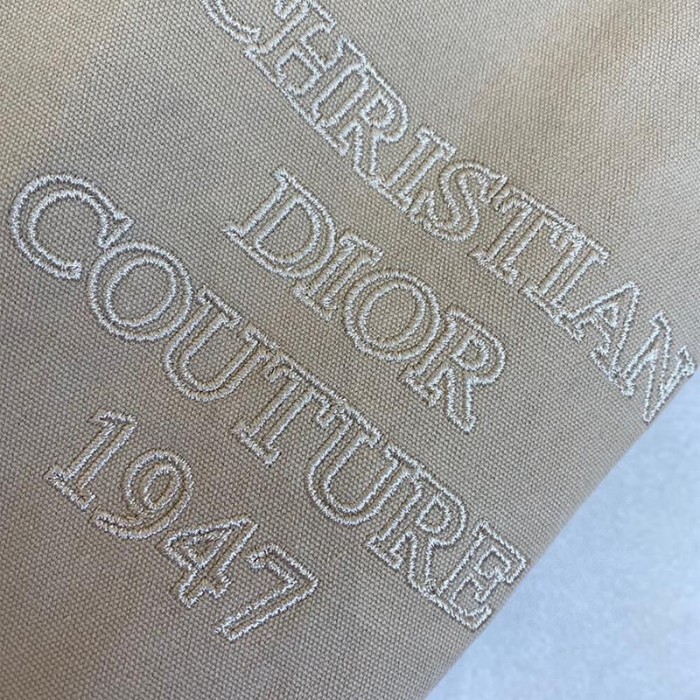 CHRISTIAN
DIOR
COUTURE
1947